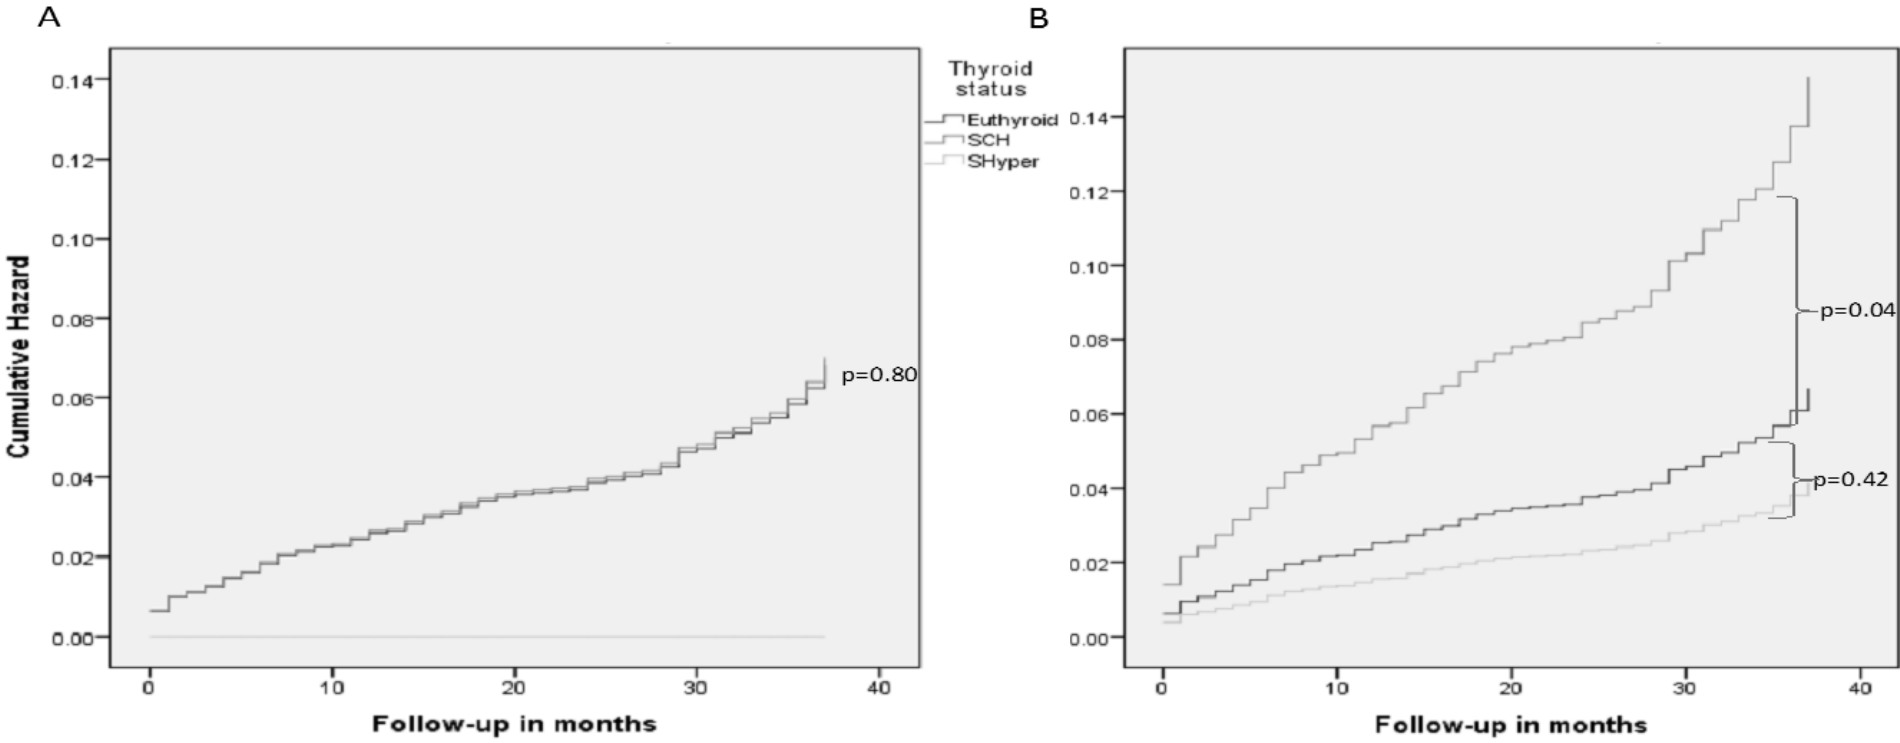 A
B
Cumulative Hazard
0.14
0.12
0.10
0.08
0.06
0.04
0.02
0.00
p=0.80
0
10
20
30
40
Follow-up in months
Thyroid
status
Euthyroid
SCH
SHyper
0.14
0.12
0.10
0.08
0.06
0.04
0.02
0.00
p=0.04
p=0.42
0
10
20
30
40
Follow-up in months